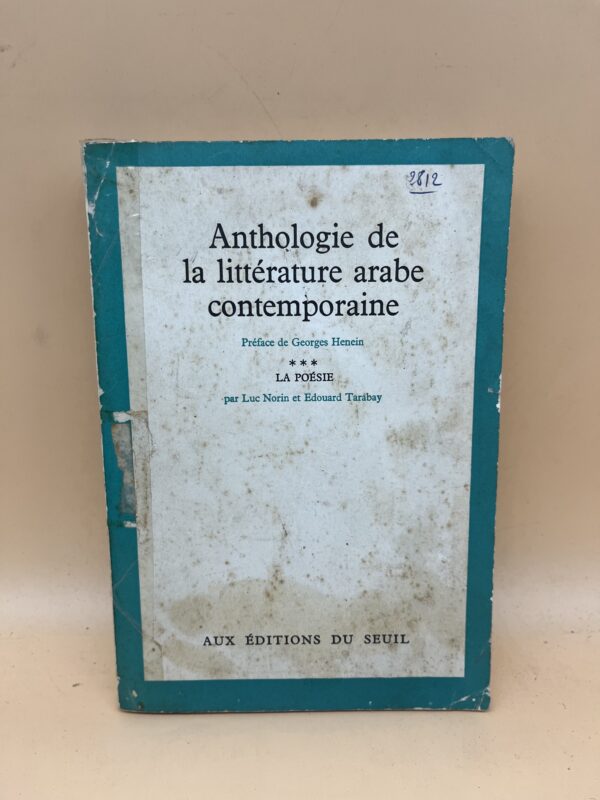 2812
Anthologie de
la littérature arabe
contemporaine
Préface de Georges Henein
***
LA POÉSIE
par Luc Norin et Edouard Tarabay
AUX ÉDITIONS DU SEUIL